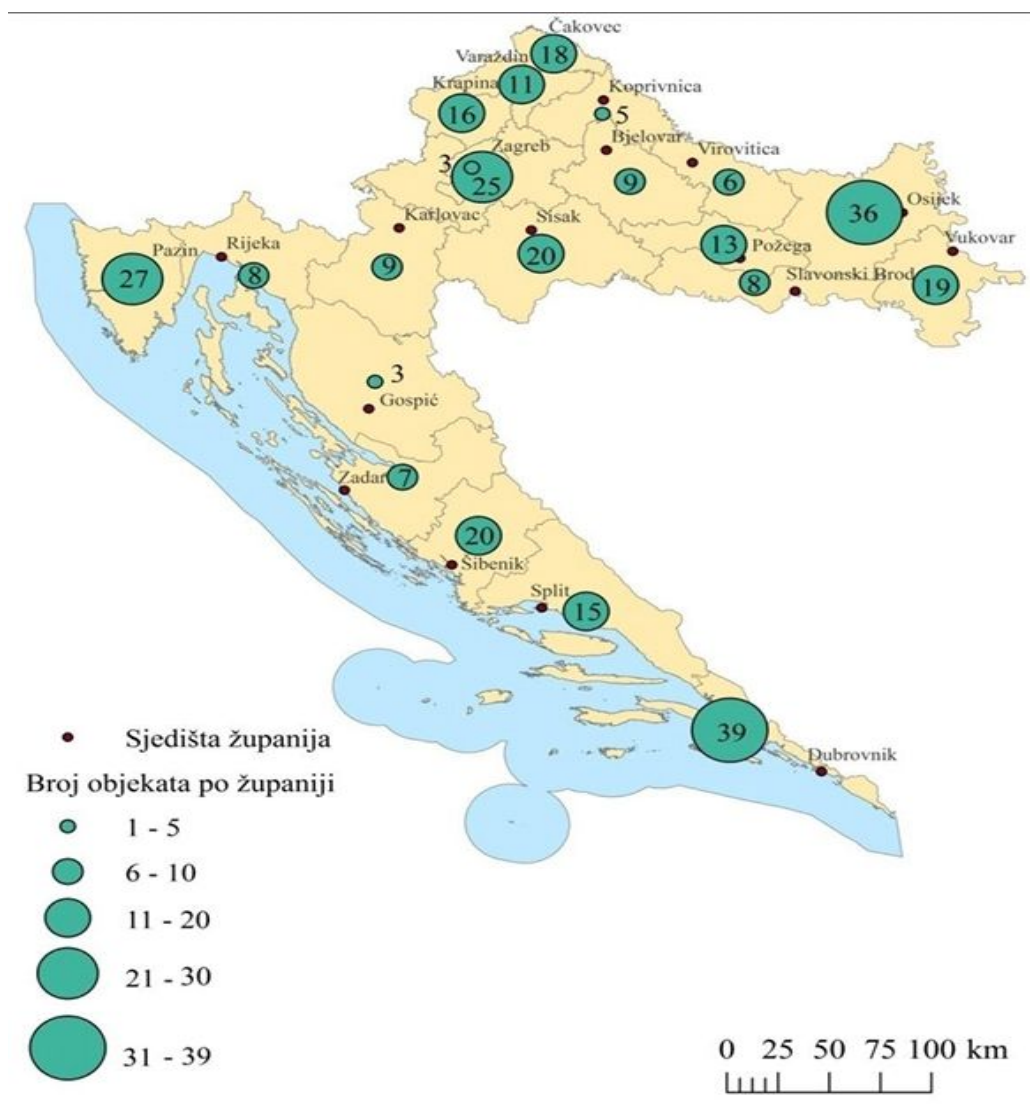 Čakovec
18
Varaždin
11
Krapina
16
Koprivnica
5
Bjelovar
9
Virovitica
6
Zagreb
3
25
36
Osijek
Karlovac
9
Sisak
20
13
Požega
Vukovar
8
Slavonski Brod
19
Pazin
27
Rijeka
8
3
Gospić
Zadar
7
20
Šibenik
Split
15
39
Dubrovnik
Sjedišta županija
Broj objekata po županiji
1 - 5
6 - 10
11 - 20
21 - 30
31 - 39
0 25 50 75 100 km